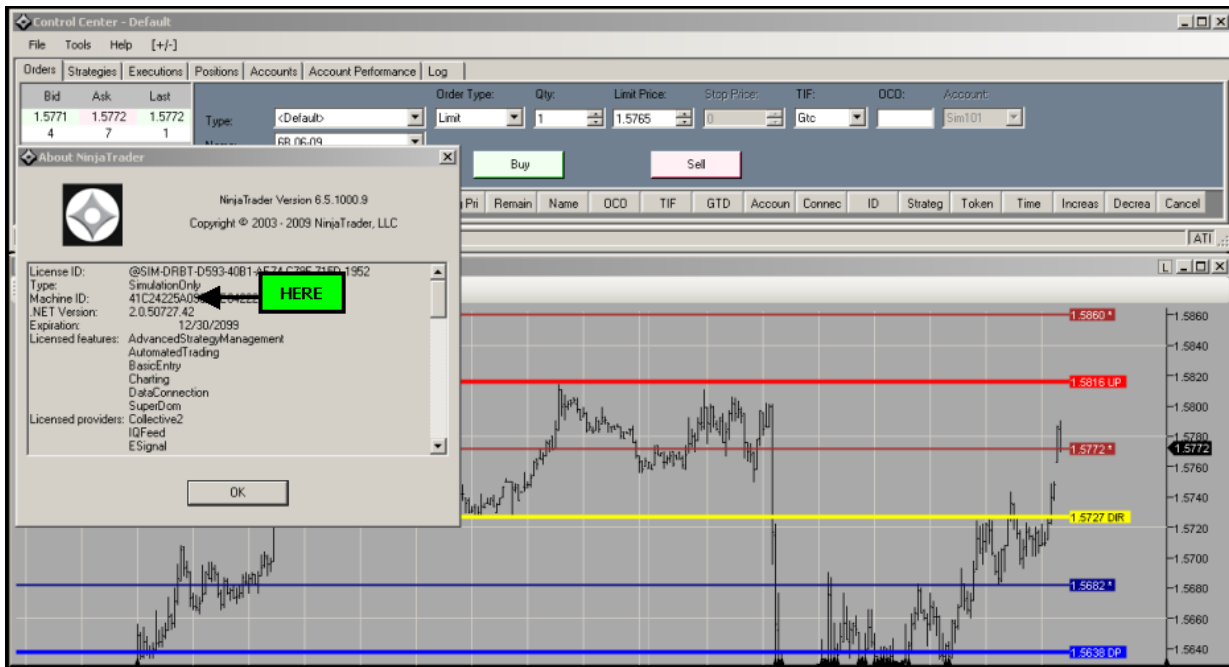 Control Center - Default
File Tools Help [+/-]
Orders Strategies Executions Positions Accounts Account Performance Log
Bid Ask Last
1.5771 1.5772 1.5772
4 7 1
Order Type: Qty: Limit Price: Stop Price: TIF: OCO: Account:
Type: <Default> Limit 1 1.5765 0 Gtc Sim101
6B 06-09
Buy Sell
Pri Remain Name OCO TIF GTD Accoun Connec ID Strateg Token Time Increas Decrea Cancel
ATI
L
About NinjaTrader
NinjaTrader Version 6.5.1000.9
Copyright © 2003 - 2009 NinjaTrader, LLC
License ID: @SIM-DRBT-D593-40B1-
Type: SimulationOnly
Machine ID: 41C24225A
.NET Version: 2.0.50727.42
Expiration: 12/30/2099
Licensed features: AdvancedStrategyManagement
AutomatedTrading
BasicEntry
Charting
DataConnection
SuperDom
Licensed providers: Collective2
IQFeed
ESignal
OK
HERE
1.5860 *
1.5816 UP
1.5772 *
1.5727 DIR
1.5682 *
1.5638 DP
1.5860
1.5840
1.5820
1.5800
1.5780
1.5772
1.5760
1.5740
1.5720
1.5700
1.5680
1.5660
1.5640